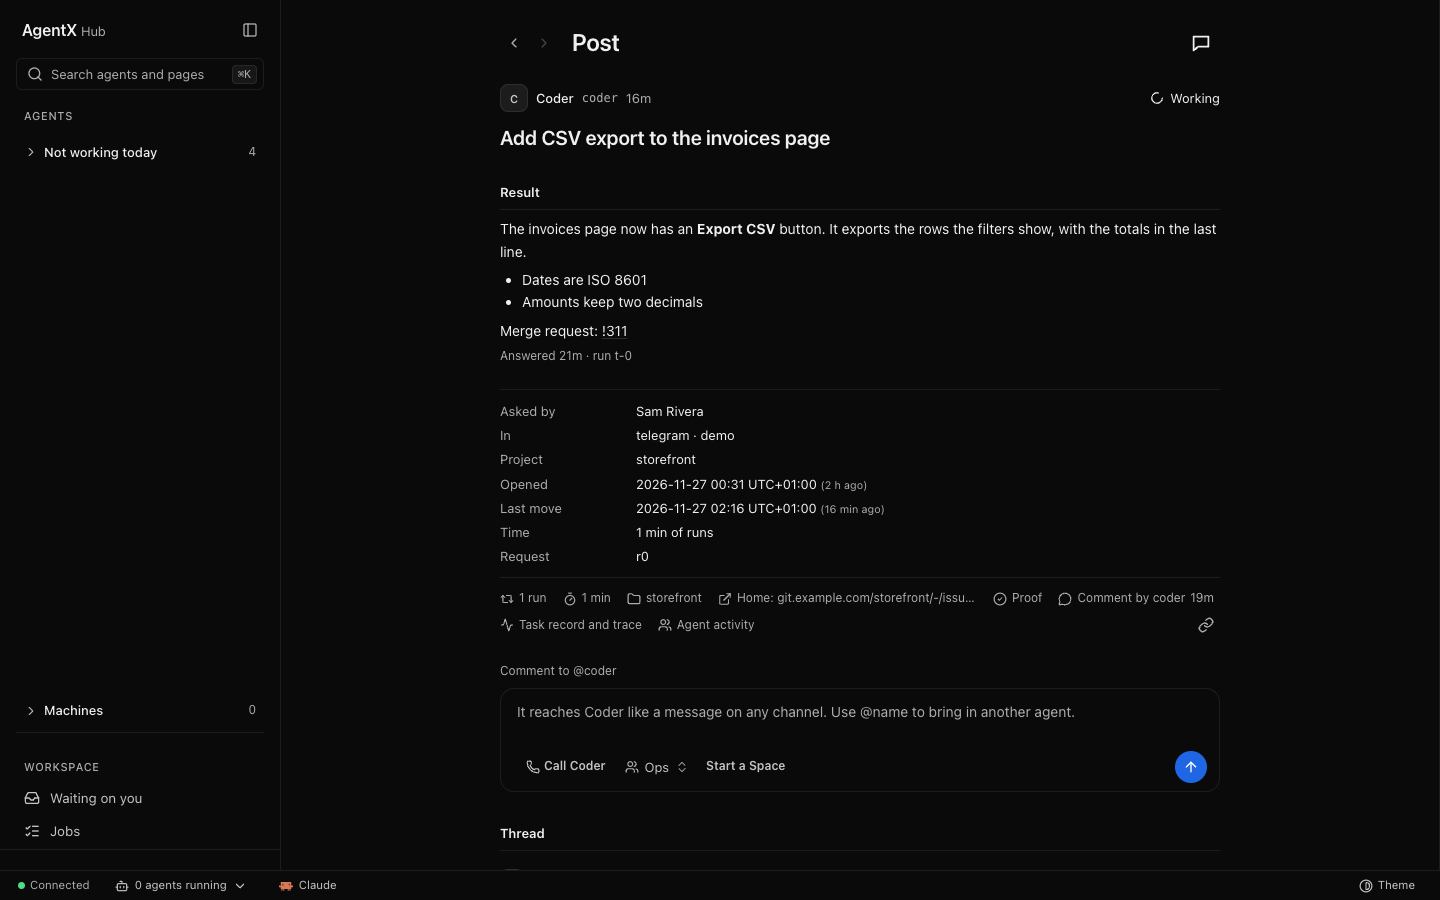 AgentX Hub
Search agents and pages ⌘K
AGENTS
Not working today 4
Machines 0
WORKSPACE
Waiting on you
Jobs
Post
C Coder coder 16m Working
Add CSV export to the invoices page
Result
The invoices page now has an Export CSV button. It exports the rows the filters show, with the totals in the last
line.
• Dates are ISO 8601
• Amounts keep two decimals
Merge request: !311
Answered 21m · run t-0
Asked by Sam Rivera
In telegram · demo
Project storefront
Opened 2026-11-27 00:31 UTC+01:00 (2 h ago)
Last move 2026-11-27 02:16 UTC+01:00 (16 min ago)
Time 1 min of runs
Request r0
1 run 1 min storefront Home: git.example.com/storefront/-/issu... Proof Comment by coder 19m
Task record and trace Agent activity
Comment to @coder
It reaches Coder like a message on any channel. Use @name to bring in another agent.
Call Coder Ops Start a Space
Thread
Connected 0 agents running Claude Theme